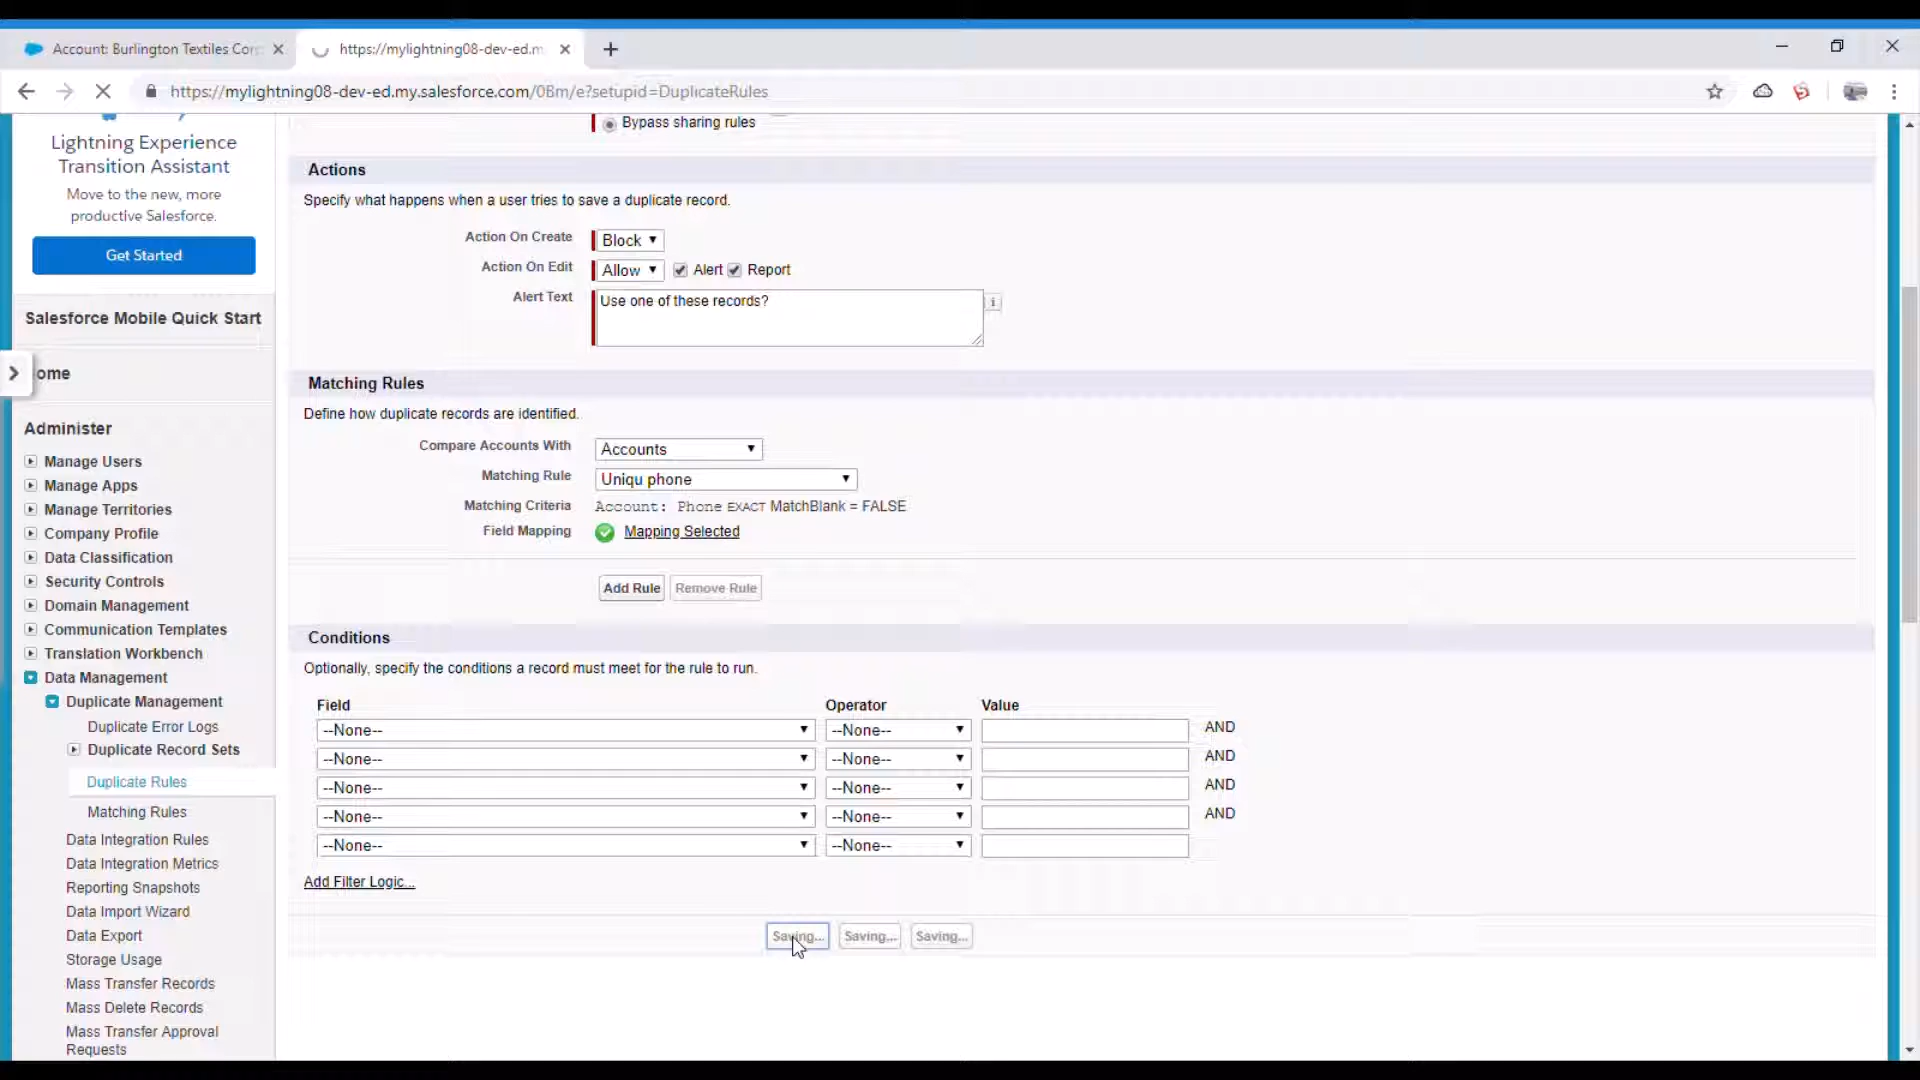 Account: Burlington Textiles Corp
https://mylightning08-dev-ed.m
https://mylightning08-dev-ed.my.salesforce.com/0Bm/e?setupid=DuplicateRules
Lightning Experience
Transition Assistant
Move to the new, more
productive Salesforce.
Get Started
Salesforce Mobile Quick Start
ome
Administer
Manage Users
Manage Apps
Manage Territories
Company Profile
Data Classification
Security Controls
Domain Management
Communication Templates
Translation Workbench
Data Management
Duplicate Management
Duplicate Error Logs
Duplicate Record Sets
Duplicate Rules
Matching Rules
Data Integration Rules
Data Integration Metrics
Reporting Snapshots
Data Import Wizard
Data Export
Storage Usage
Mass Transfer Records
Mass Delete Records
Mass Transfer Approval
Requests
Bypass sharing rules
Actions
Specify what happens when a user tries to save a duplicate record.
Action On Create Block
Action On Edit Allow Alert Report
Alert Text Use one of these records?
Matching Rules
Define how duplicate records are identified.
Compare Accounts With Accounts
Matching Rule Uniqu phone
Matching Criteria Account: Phone EXACT MatchBlank = FALSE
Field Mapping Mapping Selected
Add Rule Remove Rule
Conditions
Optionally, specify the conditions a record must meet for the rule to run.
Field Operator Value
--None-- --None-- AND
--None-- --None-- AND
--None-- --None-- AND
--None-- --None-- AND
--None-- --None--
Add Filter Logic...
Saving... Saving... Saving...